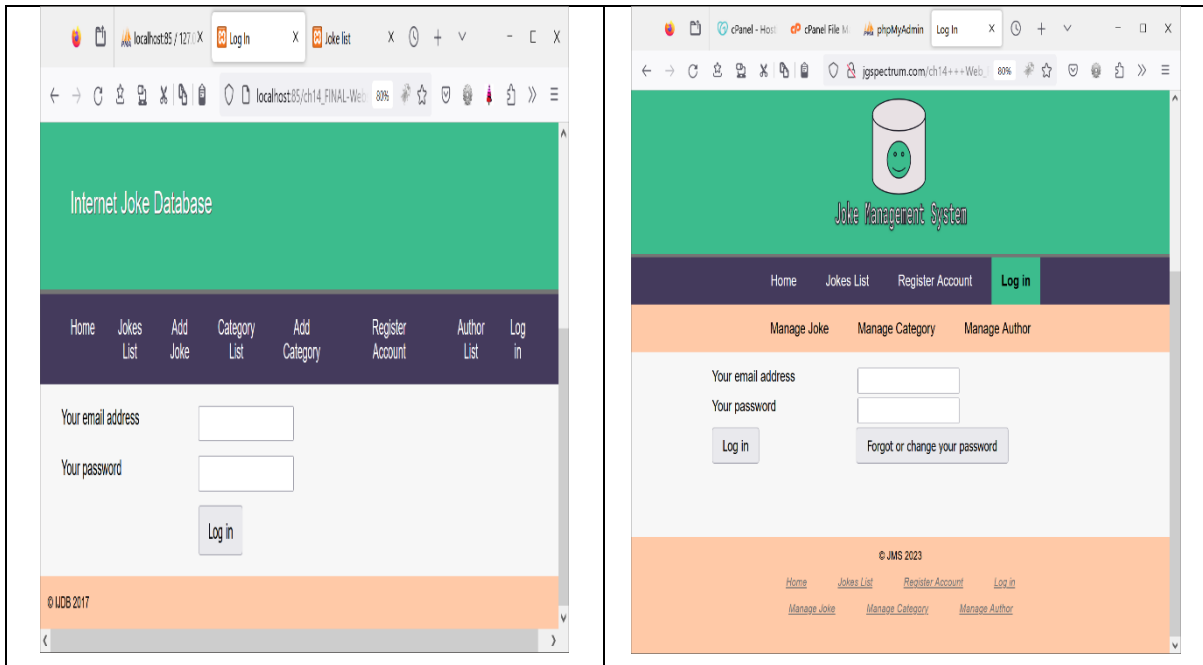 localhost:85 / 127.0 X
Log In X
Joke list X
localhost:85/ch14_FINAL-Web 80%
Internet Joke Database
Home Jokes List Add Joke Category List Add Category Register Account Author List Log in
Your email address
Your password
Log in
© IJDB 2017
cPanel - Host
cPanel File M
phpMyAdmin
Log In X
jgspectrum.com/ch14+++Web_ 80%
Joke Management System
Home Jokes List Register Account Log in
Manage Joke Manage Category Manage Author
Your email address
Your password
Log in Forgot or change your password
© JMS 2023
Home Jokes List Register Account Log in
Manage Joke Manage Category Manage Author